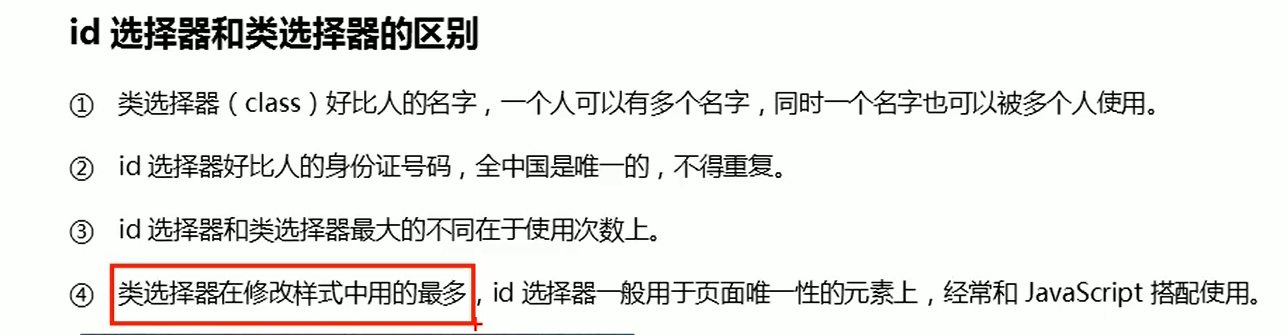 id 选择器和类选择器的区别
① 类选择器（class）好比人的名字，一个人可以有多个名字，同时一个名字也可以被多个人使用。
② id 选择器好比人的身份证号码，全中国是唯一的，不得重复。
③ id 选择器和类选择器最大的不同在于使用次数上。
④ 类选择器在修改样式中用的最多，id 选择器一般用于页面唯一性的元素上，经常和 JavaScript 搭配使用。